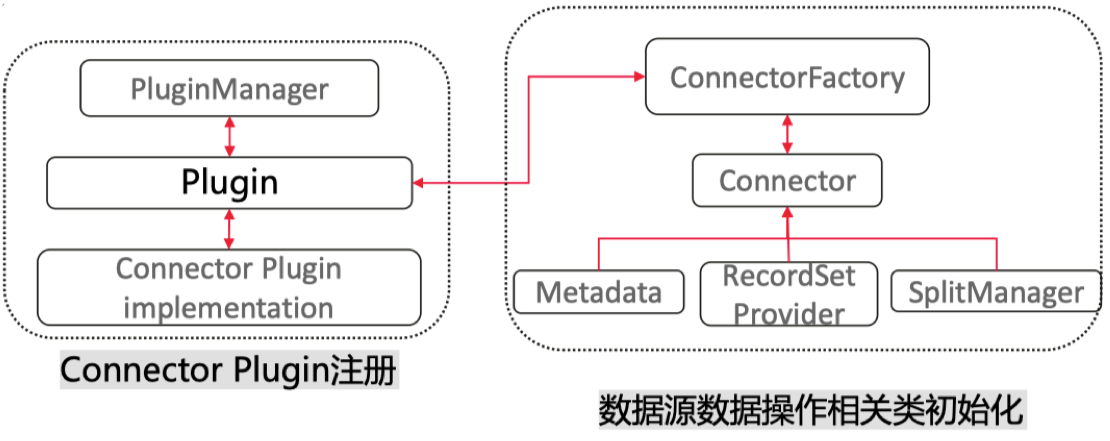 PluginManager
Plugin
Connector Plugin
implementation
Connector Plugin注册
ConnectorFactory
Connector
Metadata
RecordSet
Provider
SplitManager
数据源数据操作相关类初始化